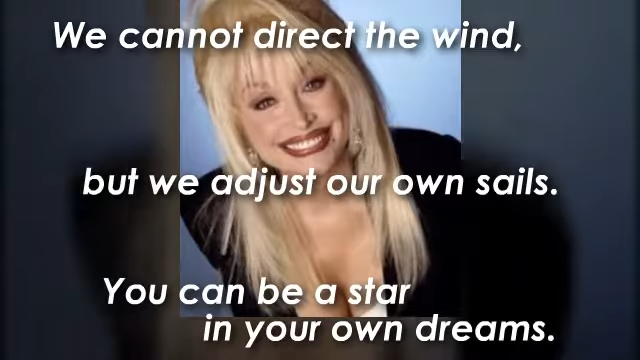 We cannot direct the wind,
but we adjust our own sails.
You can be a star
in your own dreams.